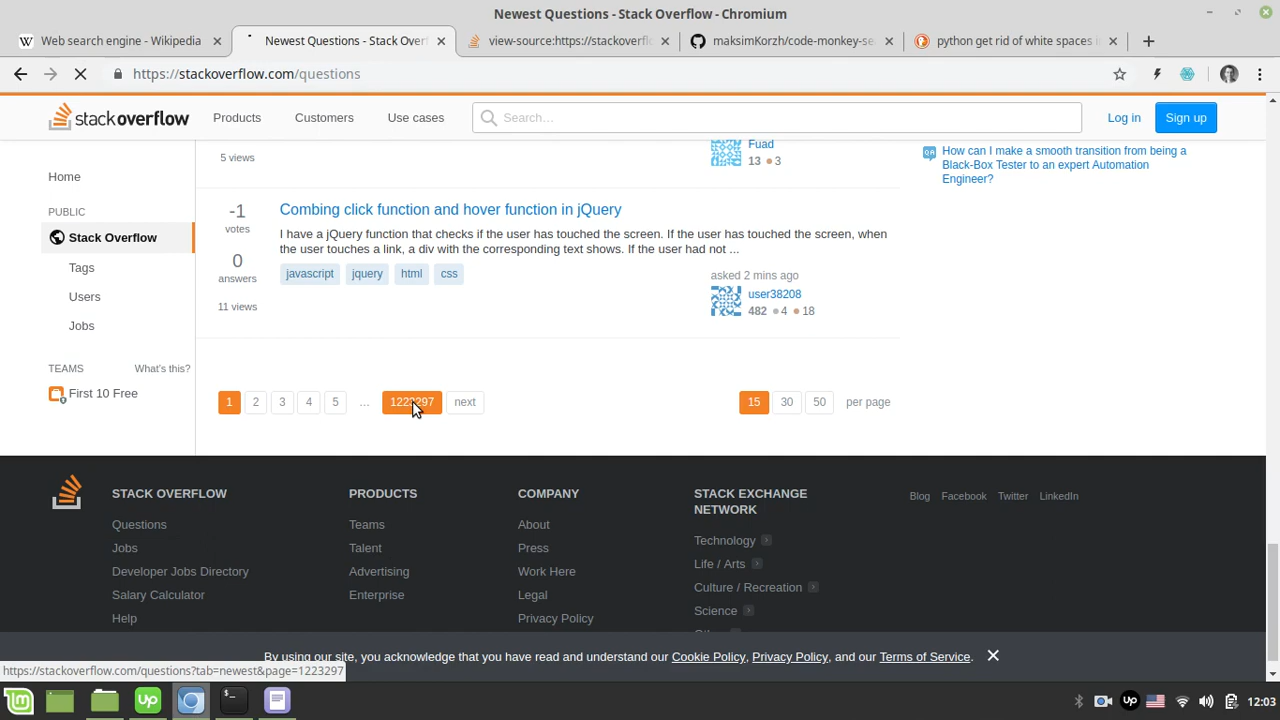 Newest Questions - Stack Overflow - Chromium
Web search engine - Wikipedia
Newest Questions - Stack Overf
view-source:https://stackoverfl
maksimKorzh/code-monkey-se
python get rid of white spaces i
https://stackoverflow.com/questions
stackoverflow
Products
Customers
Use cases
Search…
Log in
Sign up
Home
PUBLIC
Stack Overflow
Tags
Users
Jobs
TEAMS
What's this?
First 10 Free
5 views
Fuad
13 3
-1
votes
0
answers
11 views
Combing click function and hover function in jQuery
I have a jQuery function that checks if the user has touched the screen. If the user has touched the screen, when
the user touches a link, a div with the corresponding text shows. If the user had not ...
javascript jquery html css
asked 2 mins ago
user38208
482 4 18
How can I make a smooth transition from being a
Black-Box Tester to an expert Automation
Engineer?
1 2 3 4 5 … 1223297 next
15 30 50 per page
STACK OVERFLOW
Questions
Jobs
Developer Jobs Directory
Salary Calculator
Help
PRODUCTS
Teams
Talent
Advertising
Enterprise
COMPANY
About
Press
Work Here
Legal
Privacy Policy
STACK EXCHANGE
NETWORK
Technology
Life / Arts
Culture / Recreation
Science
Blog Facebook Twitter LinkedIn
By using our site, you acknowledge that you have read and understand our Cookie Policy, Privacy Policy, and our Terms of Service.
https://stackoverflow.com/questions?tab=newest&page=1223297
Up
Up
12:03